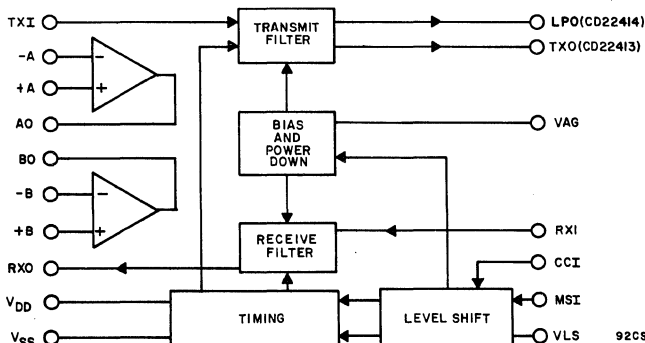 TXI
-A
+A
AO
BO
-B
+B
RXO
VDD
VSS
TRANSMIT
FILTER
BIAS
AND
POWER
DOWN
RECEIVE
FILTER
TIMING
LEVEL SHIFT
LPO(CD22414)
TXO(CD22413)
VAG
RXI
CCI
MSI
VLS
92CS